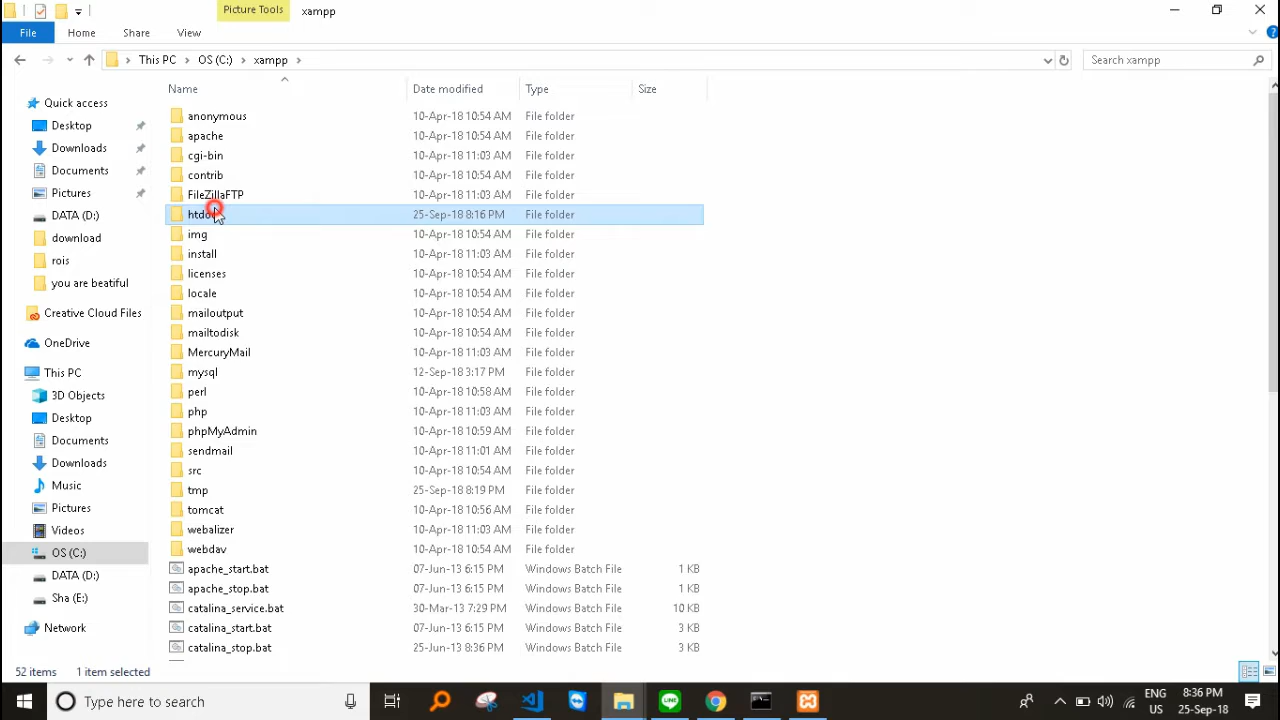 Picture Tools
xampp
File Home Share View
This PC OS (C:) xampp
Search xampp
Name Date modified Type Size
Quick access
Desktop
Downloads
Documents
Pictures
DATA (D:)
download
rois
you are beatiful
Creative Cloud Files
OneDrive
This PC
3D Objects
Desktop
Documents
Downloads
Music
Pictures
Videos
OS (C:)
DATA (D:)
Sha (E:)
Network
anonymous 10-Apr-18 10:54 AM File folder
apache 10-Apr-18 10:54 AM File folder
cgi-bin 10-Apr-18 11:03 AM File folder
contrib 10-Apr-18 10:54 AM File folder
FileZillaFTP 10-Apr-18 11:03 AM File folder
25-Sep-18 8:16 PM File folder
img 10-Apr-18 10:54 AM File folder
install 10-Apr-18 11:03 AM File folder
licenses 10-Apr-18 10:54 AM File folder
locale 10-Apr-18 10:54 AM File folder
mailoutput 10-Apr-18 10:54 AM File folder
mailtodisk 10-Apr-18 10:54 AM File folder
MercuryMail 10-Apr-18 11:03 AM File folder
mysql 12-Sep-18 3:17 PM File folder
perl 10-Apr-18 10:58 AM File folder
php 10-Apr-18 11:03 AM File folder
phpMyAdmin 10-Apr-18 10:59 AM File folder
sendmail 10-Apr-18 11:01 AM File folder
src 10-Apr-18 10:54 AM File folder
tmp 25-Sep-18 8:19 PM File folder
tomcat 10-Apr-18 10:56 AM File folder
webalizer 10-Apr-18 11:03 AM File folder
webdav 10-Apr-18 10:54 AM File folder
apache_start.bat 07-Jun-13 6:15 PM Windows Batch File 1 KB
apache_stop.bat 07-Jun-13 6:15 PM Windows Batch File 1 KB
catalina_service.bat 30-Mar-13 7:29 PM Windows Batch File 10 KB
catalina_start.bat 07-Jun-13 6:15 PM Windows Batch File 3 KB
catalina_stop.bat 25-Jun-13 8:36 PM Windows Batch File 3 KB
52 items 1 item selected
Type here to search
LINE
ENG
US
8:36 PM
25-Sep-18